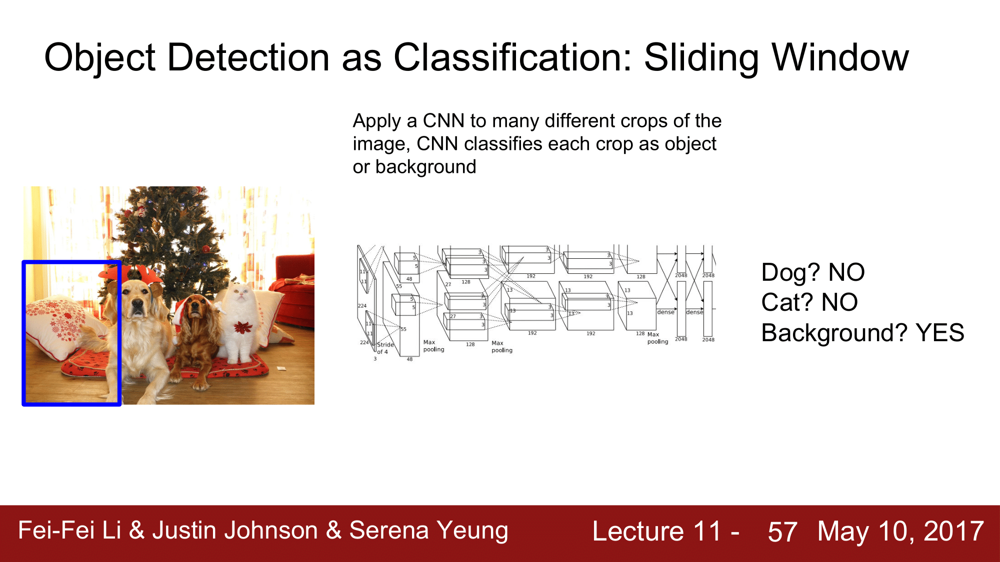 Object Detection as Classification: Sliding Window
Apply a CNN to many different crops of the
image, CNN classifies each crop as object
or background
11
11
224
11
11
224
3
Stride
of 4
5
5
48
55
5
5
55
48
Max
pooling
27
128
3
3
3
3
3
27
3
3
128
Max
pooling
3
3
192
13
13
3
3
192
3
3
192
13
13
3
3
192
128
13
13
128
Max
pooling
dense
2048
2048
dense
2048
2048
Dog? NO
Cat? NO
Background? YES
Fei-Fei Li & Justin Johnson & Serena Yeung
Lecture 11 - 57 May 10, 2017